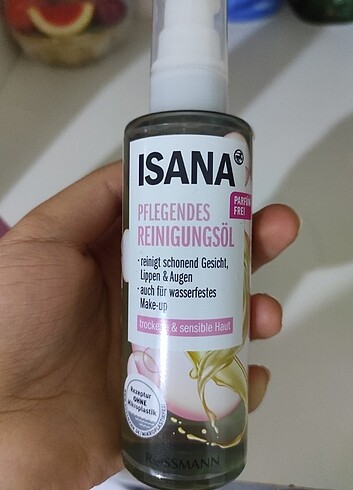 ISANA
PARFÜM
FREI
PFLEGENDES
REINIGUNGSÖL
· reinigt schonend Gesicht,
Lippen & Augen
· auch für wasserfestes
Make-up
trockene & sensible Haut
Rezeptur
OHNE
Mikroplastik
ROSSMANN